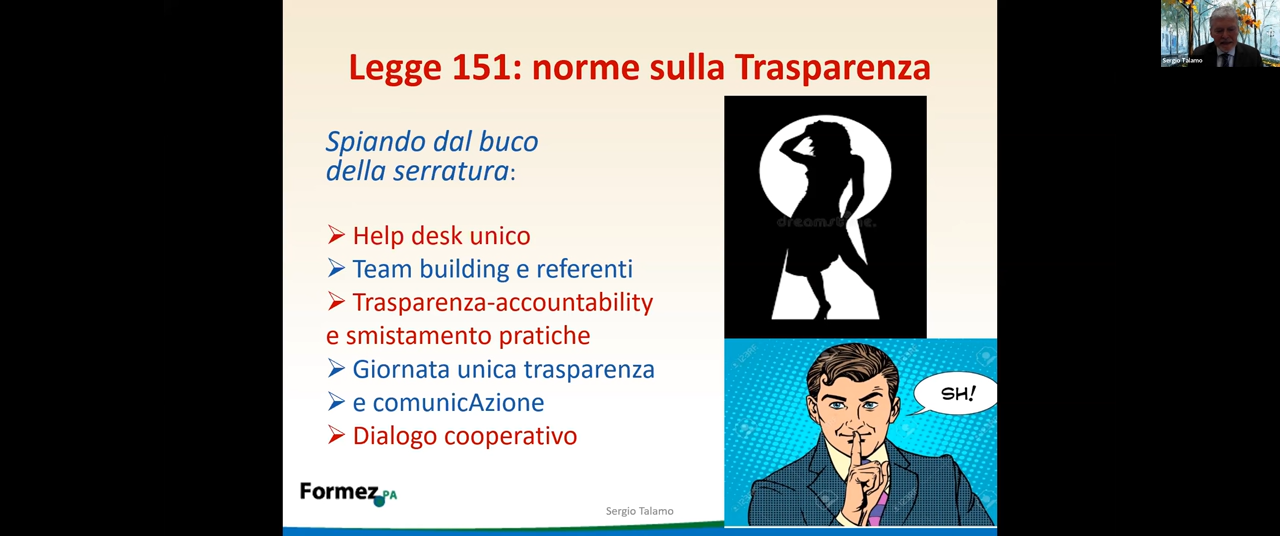 Legge 151: norme sulla Trasparenza
Spiando dal buco
della serratura:
➢ Help desk unico
➢ Team building e referenti
➢ Trasparenza-accountability
e smistamento pratiche
➢ Giornata unica trasparenza
➢ e comunicAzione
➢ Dialogo cooperativo
dreamstime.
SH!
Formez PA
Sergio Talamo
Sergio Talamo